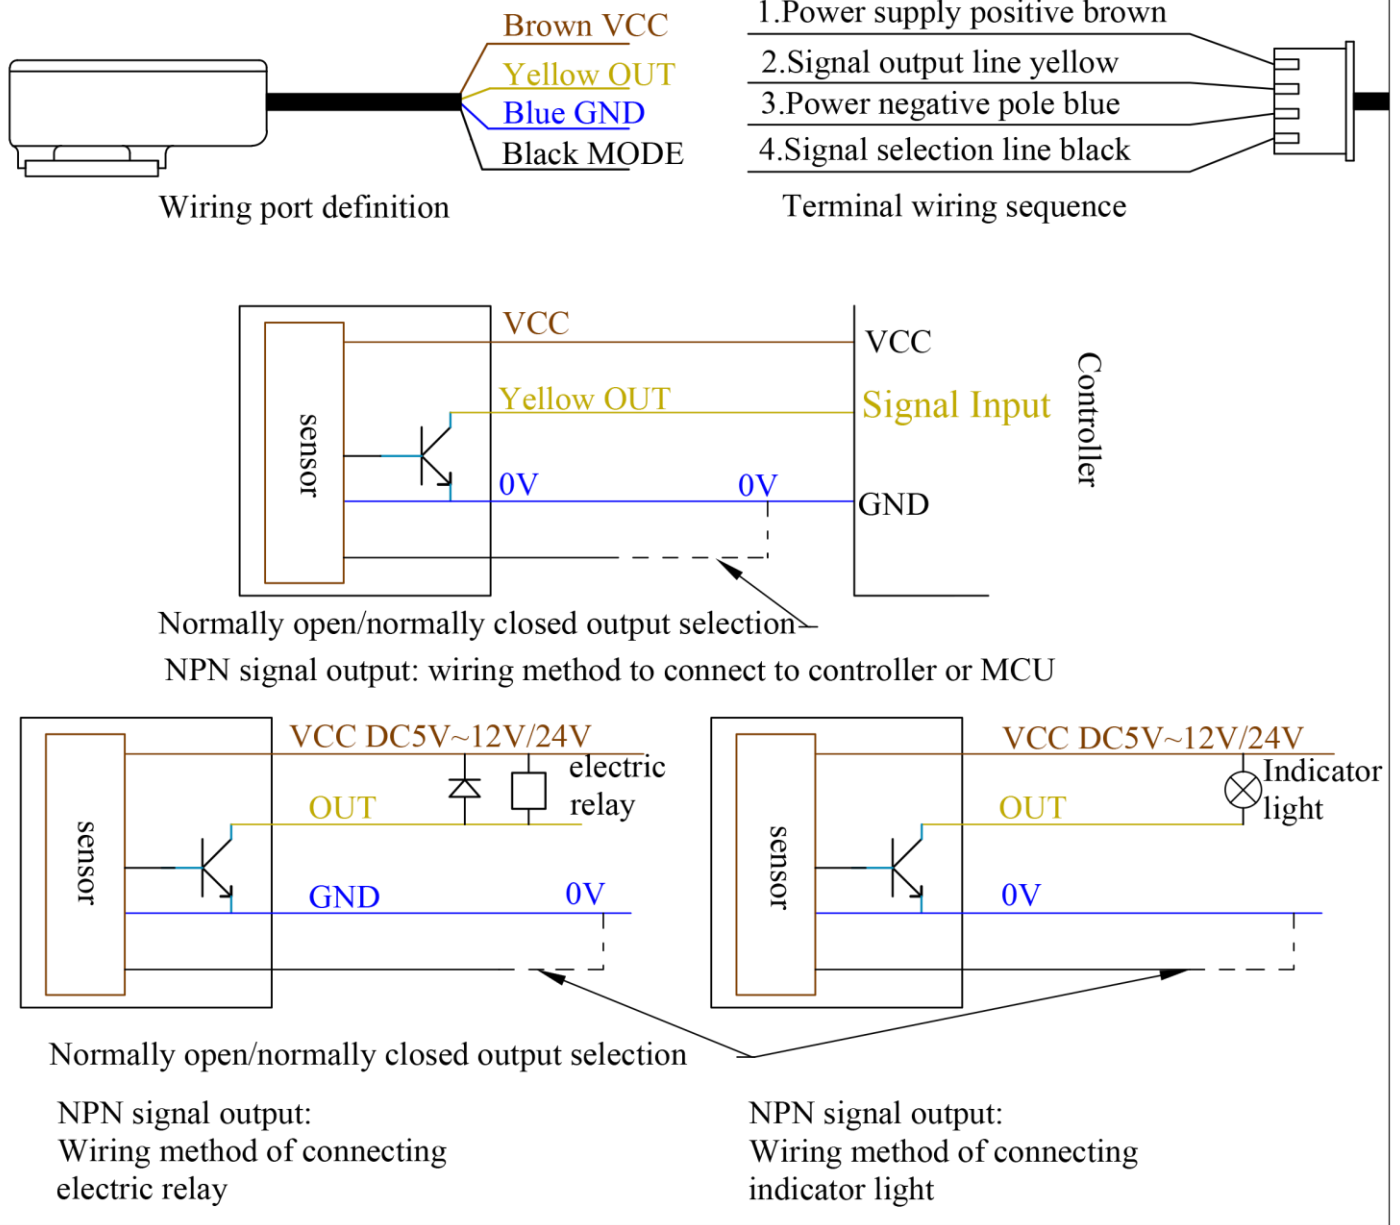 Brown VCC
Yellow OUT
Blue GND
Black MODE
Wiring port definition
1.Power supply positive brown
2.Signal output line yellow
3.Power negative pole blue
4.Signal selection line black
Terminal wiring sequence
VCC
VCC
Yellow OUT
Signal Input
sensor
0V
0V
GND
Controller
Normally open/normally closed output selection
NPN signal output: wiring method to connect to controller or MCU
VCC DC5V~12V/24V
electric
relay
OUT
sensor
GND
0V
VCC DC5V~12V/24V
Indicator
light
OUT
sensor
0V
Normally open/normally closed output selection
NPN signal output:
Wiring method of connecting
electric relay
NPN signal output:
Wiring method of connecting
indicator light